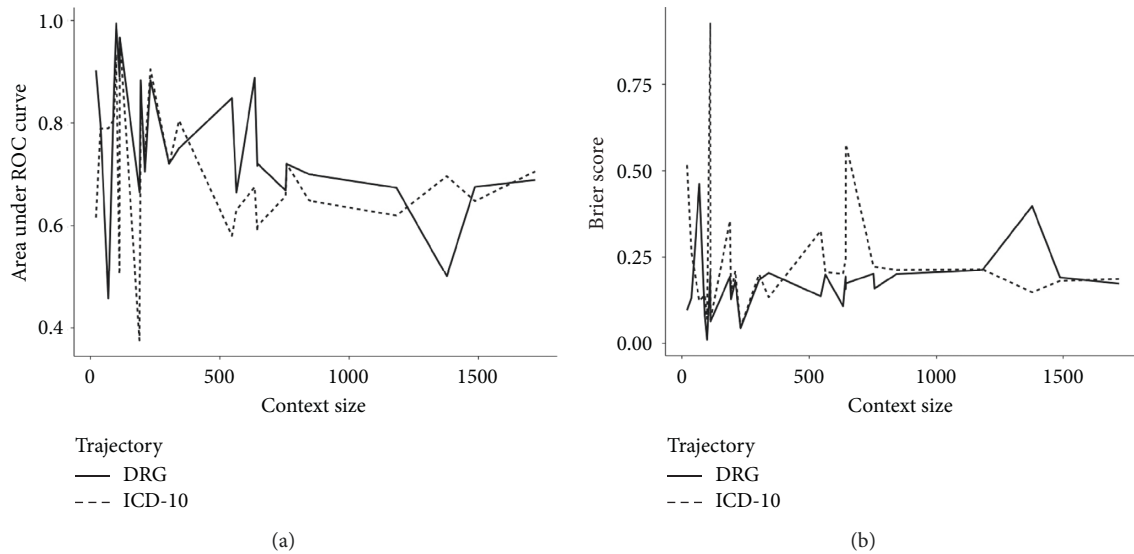 1.0
0.8
0.6
0.4
Area under ROC curve
0
500
1000
1500
Context size
Trajectory
DRG
ICD-10
(a)
0.75
0.50
0.25
0.00
Brier score
0
500
1000
1500
Context size
Trajectory
DRG
ICD-10
(b)